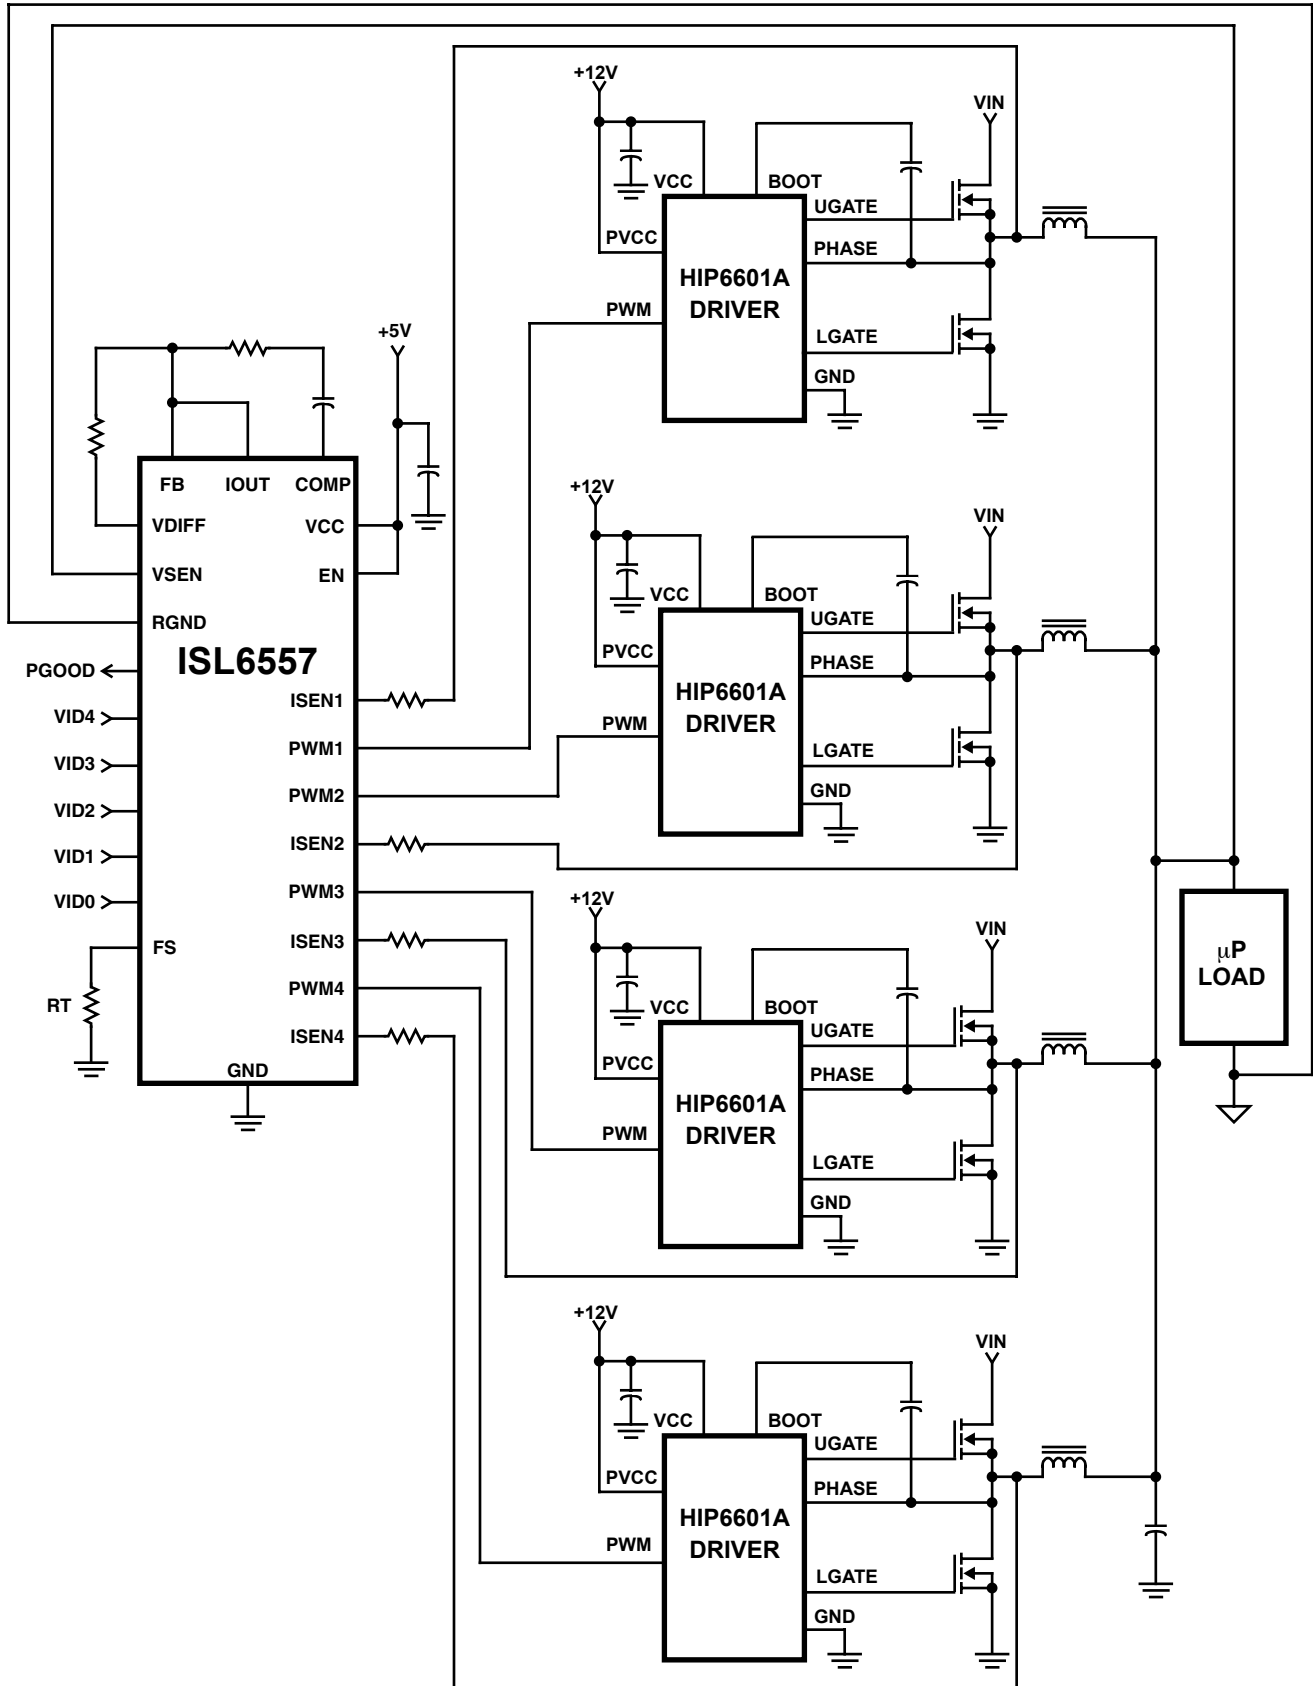 +12V
VIN
VCC
BOOT
UGATE
PVCC
PHASE
HIP6601A
DRIVER
PWM
LGATE
GND
+5V
FB
IOUT
COMP
VDIFF
VCC
VSEN
EN
RGND
ISL6557
PGOOD
ISEN1
VID4
PWM1
VID3
PWM2
VID2
ISEN2
VID1
PWM3
VID0
ISEN3
FS
PWM4
RT
ISEN4
GND
+12V
VIN
VCC
BOOT
UGATE
PVCC
PHASE
HIP6601A
DRIVER
PWM
LGATE
GND
+12V
VIN
VCC
BOOT
UGATE
PVCC
PHASE
HIP6601A
DRIVER
PWM
LGATE
GND
µP
LOAD
+12V
VIN
VCC
BOOT
UGATE
PVCC
PHASE
HIP6601A
DRIVER
PWM
LGATE
GND